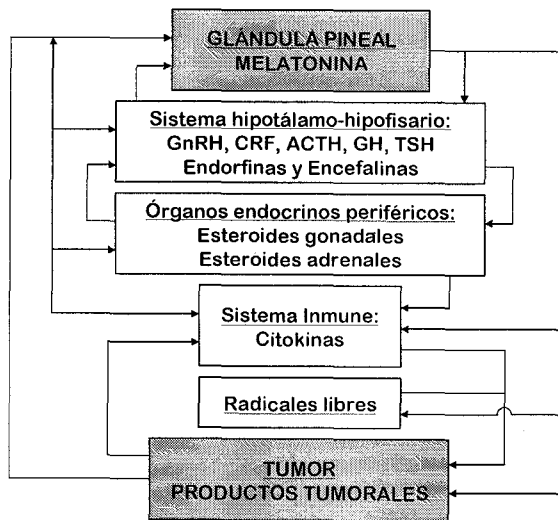 GLÁNDULA PINEAL
MELATONINA
Sistema hipotálamo-hipofisario:
GnRH, CRF, ACTH, GH, TSH
Endorfinas y Encefalinas
Órganos endocrinos periféricos:
Esteroides gonadales
Esteroides adrenales
Sistema Inmune:
Citokinas
Radicales libres
TUMOR
PRODUCTOS TUMORALES